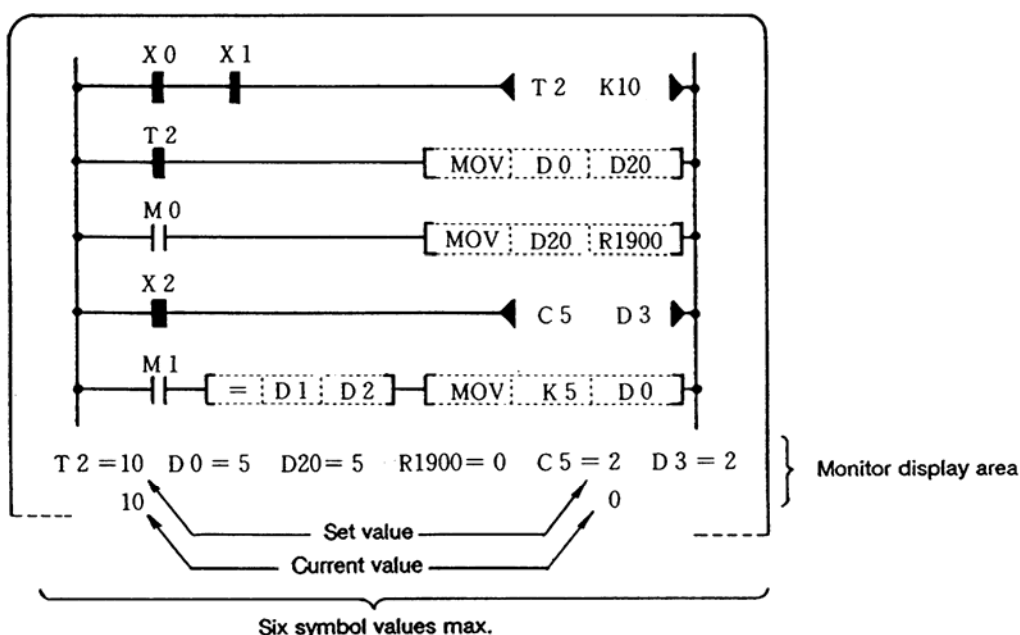 X 0 X 1
T 2 K10
T 2
MOV D 0 D20
M 0
MOV D20 R1900
X 2
C 5 D 3
M 1
= D 1 D 2 MOV K 5 D 0
T 2 = 10 D 0 = 5 D20 = 5 R1900 = 0 C 5 = 2 D 3 = 2
Monitor display area
10 0
Set value
Current value
Six symbol values max.